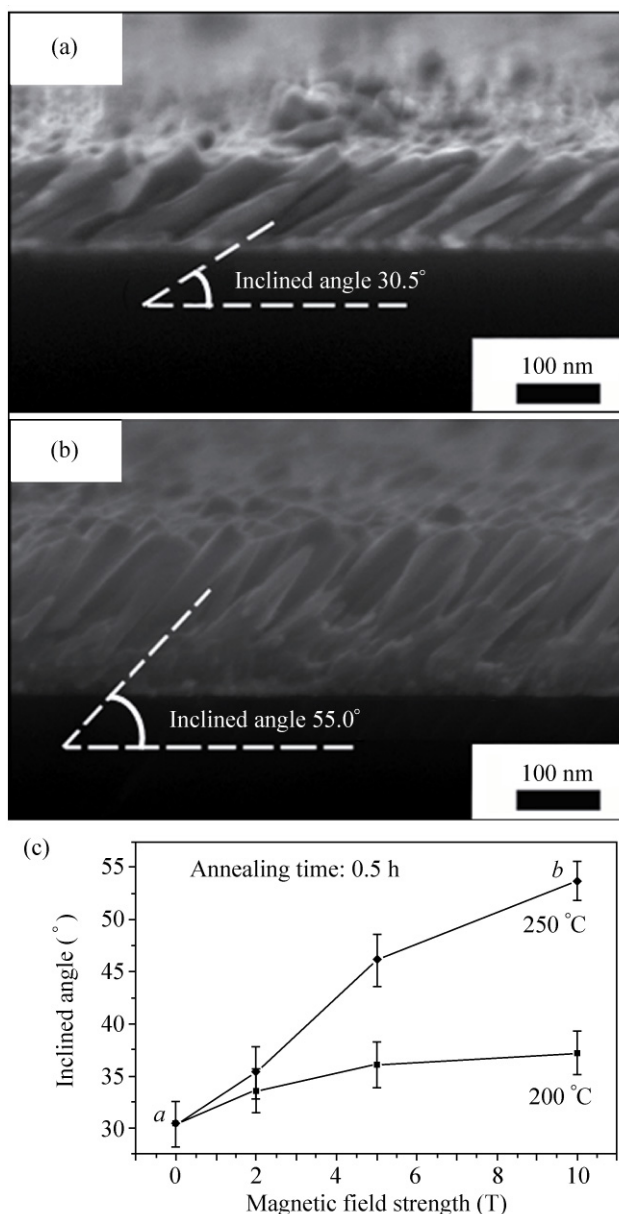 (a)
Inclined angle 30.5°
100 nm
(b)
Inclined angle 55.0°
100 nm
(c)
Annealing time: 0.5 h
b
250 °C
200 °C
a
Inclined angle (°)
55
50
45
40
35
30
0 2 4 6 8 10
Magnetic field strength (T)